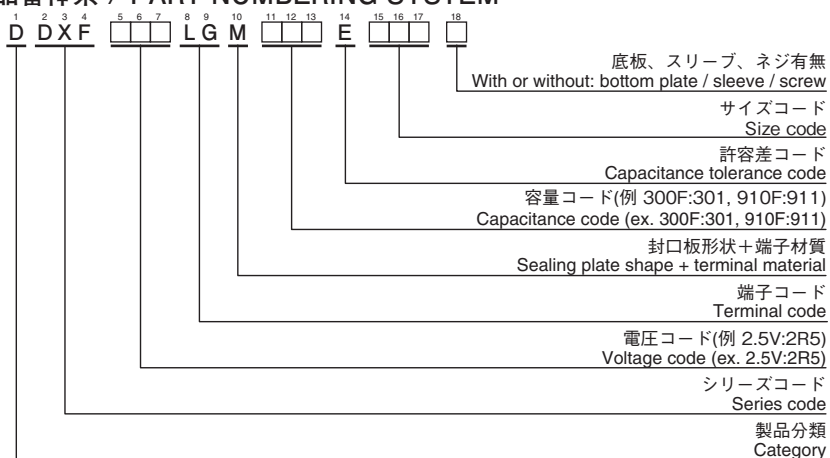 品番体系 / PART NUMBERING SYSTEM
1 2 3 4 5 6 7 8 9 10 11 12 13 14 15 16 17 18
D D X F L G M E
底板、スリーブ、ネジ有無
With or without: bottom plate / sleeve / screw
サイズコード
Size code
許容差コード
Capacitance tolerance code
容量コード(例 300F:301, 910F:911)
Capacitance code (ex. 300F:301, 910F:911)
封口板形状＋端子材質
Sealing plate shape + terminal material
端子コード
Terminal code
電圧コード(例 2.5V:2R5)
Voltage code (ex. 2.5V:2R5)
シリーズコード
Series code
製品分類
Category